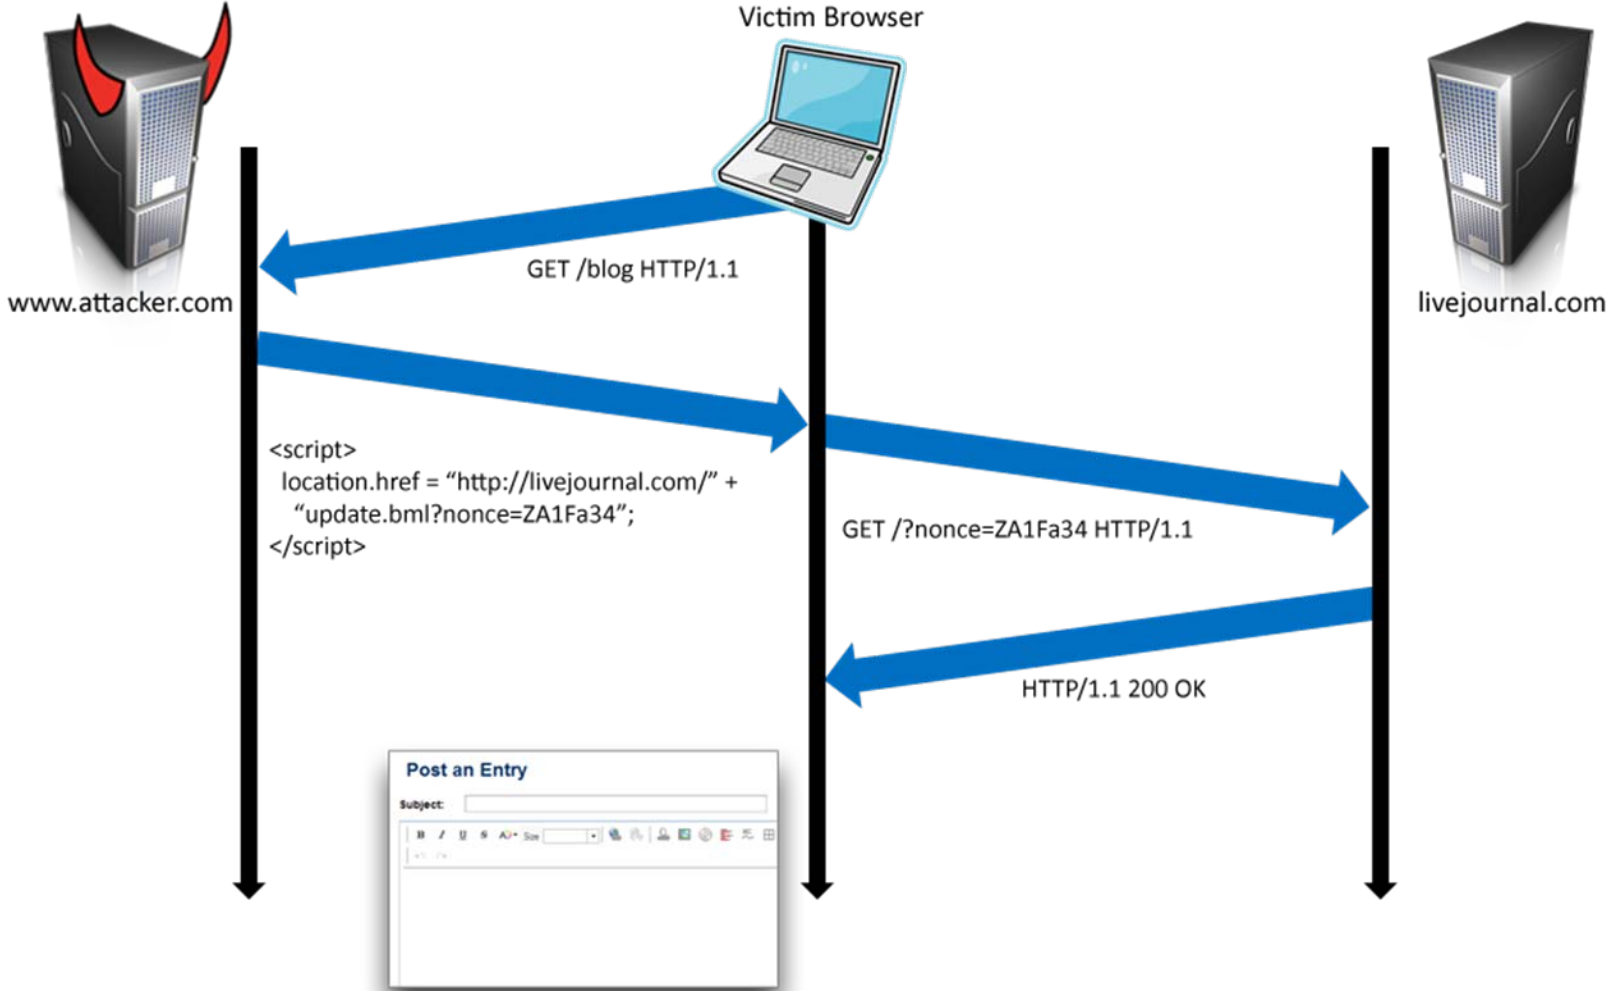 Victim Browser
www.attacker.com
livejournal.com
GET /blog HTTP/1.1
<script>
location.href = “http://livejournal.com/” +
“update.bml?nonce=ZA1Fa34”;
</script>
GET /?nonce=ZA1Fa34 HTTP/1.1
HTTP/1.1 200 OK
Post an Entry
Subject:
B I U S A Size